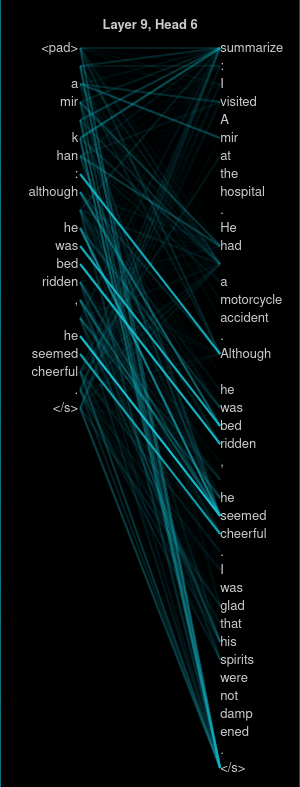 Layer 9, Head 6
<pad>
a
mir
k
han
:
although
he
was
bed
ridden
,
he
seemed
cheerful
.
</s>
summarize
:
I
visited
A
mir
at
the
hospital
.
He
had
a
motorcycle
accident
.
Although
he
was
bed
ridden
,
he
seemed
cheerful
.
I
was
glad
that
his
spirits
were
not
damp
ened
.
</s>